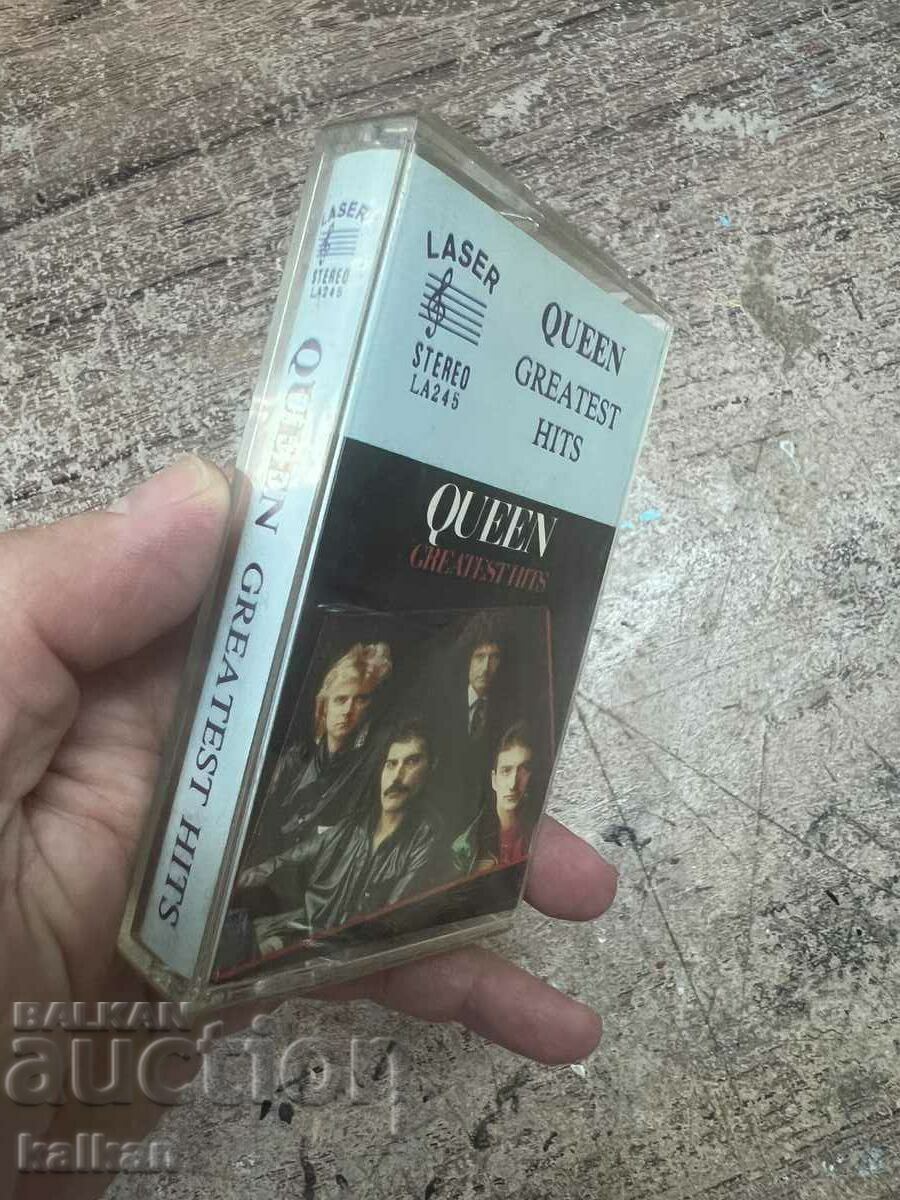 LASER
STEREO
LA245
QUEEN GREATEST HITS
LASER
STEREO
LA245
QUEEN
GREATEST
HITS
QUEEN
GREATEST HITS
BALKAN
auction
kalkan